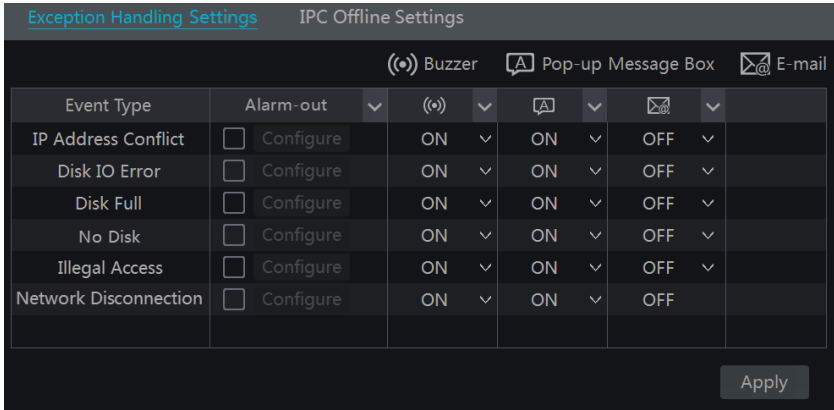 Exception Handling Settings IPC Offline Settings
Buzzer A Pop-up Message Box E-mail
Event Type Alarm-out A
IP Address Conflict Configure ON ON OFF
Disk IO Error Configure ON ON OFF
Disk Full Configure ON ON OFF
No Disk Configure ON ON OFF
Illegal Access Configure ON ON OFF
Network Disconnection Configure ON ON OFF
Apply